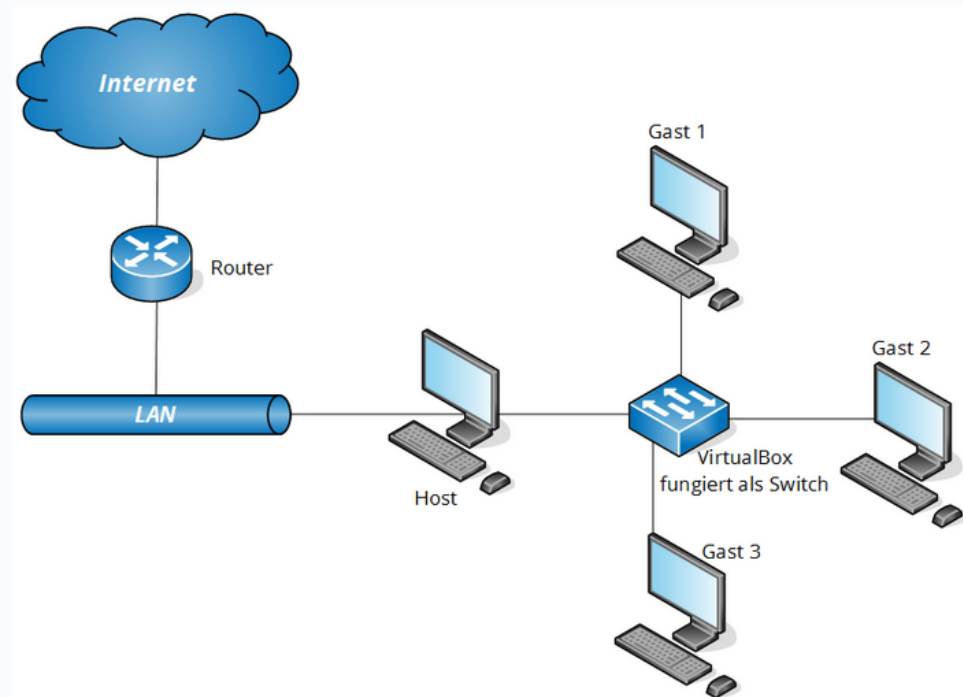 Internet
Gast 1
Router
Gast 2
LAN
VirtualBox
fungiert als Switch
Host
Gast 3